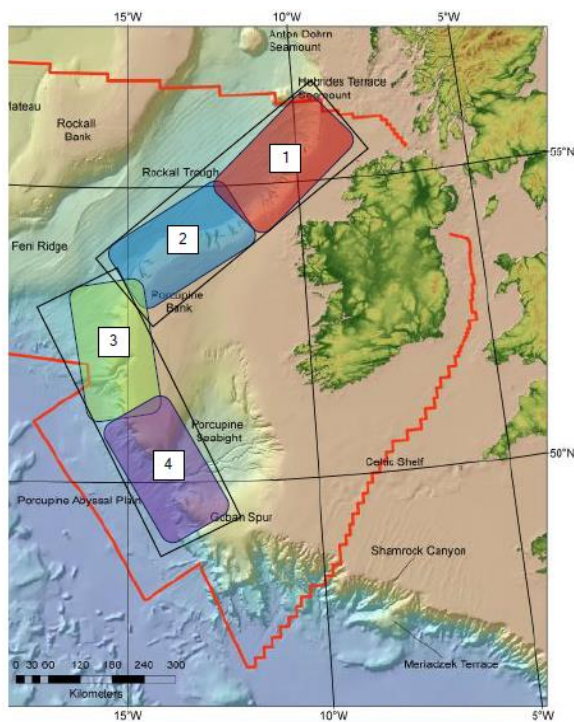 15°W
10°W
5°W
Anton Dohrn
Seamount
Hebrides Terrace
Seamount
Mateau
Rockall
Bank
1
55°N
Rockall Trough
2
Feni Ridge
Porcupine
Bank
3
Porcupine
Seabight
4
50°N
Celtic Shelf
Porcupine Abyssal Plain
Goban Spur
Shamrock Canyon
Meriadzek Terrace
0 30 60 120 180 240 300
Kilometers
15°W
10°W
5°W